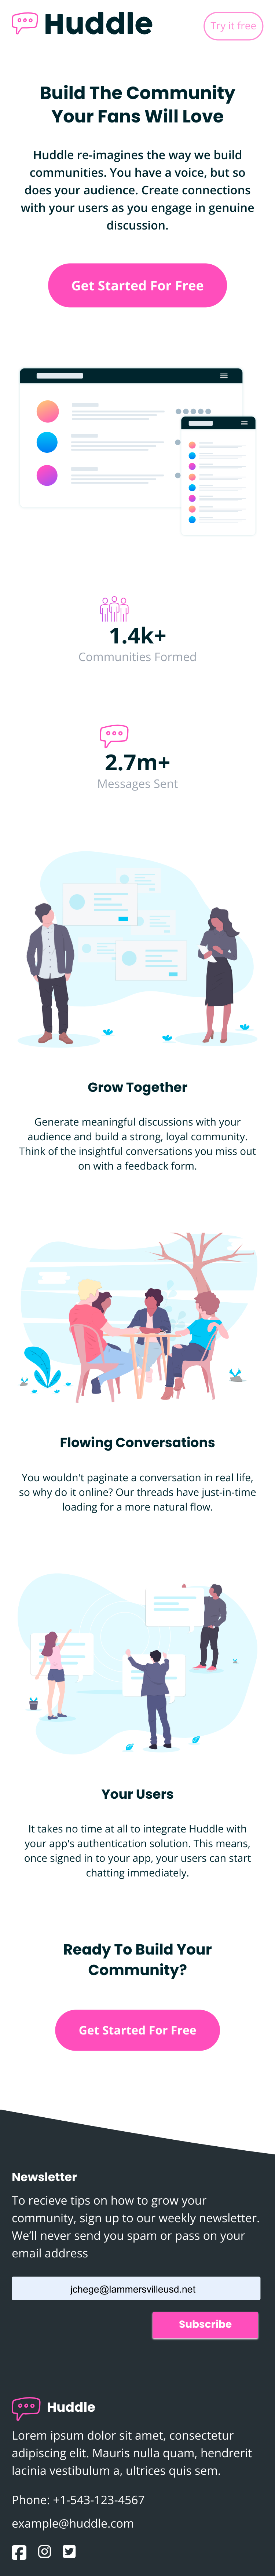 Huddle
Try it free
Build The Community
Your Fans Will Love
Huddle re-imagines the way we build
communities. You have a voice, but so
does your audience. Create connections
with your users as you engage in genuine
discussion.
Get Started For Free
1.4k+
Communities Formed
2.7m+
Messages Sent
Grow Together
Generate meaningful discussions with your
audience and build a strong, loyal community.
Think of the insightful conversations you miss out
on with a feedback form.
Flowing Conversations
You wouldn't paginate a conversation in real life,
so why do it online? Our threads have just-in-time
loading for a more natural flow.
Your Users
It takes no time at all to integrate Huddle with
your app's authentication solution. This means,
once signed in to your app, your users can start
chatting immediately.
Ready To Build Your
Community?
Get Started For Free
Newsletter
To recieve tips on how to grow your
community, sign up to our weekly newsletter.
We'll never send you spam or pass on your
email address
jchege@lammersvilleusd.net
Subscribe
Huddle
Lorem ipsum dolor sit amet, consectetur
adipiscing elit. Mauris nulla quam, hendrerit
lacinia vestibulum a, ultrices quis sem.
Phone: +1-543-123-4567
example@huddle.com